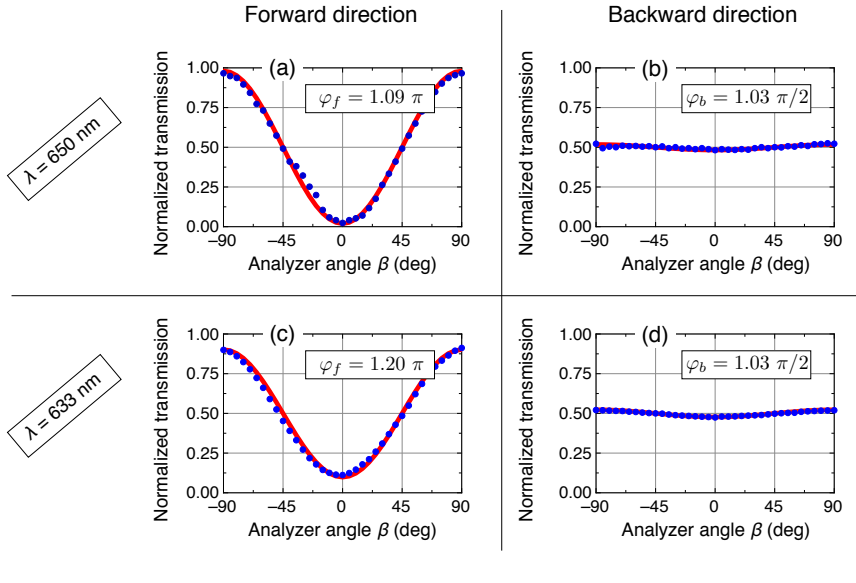 Forward direction
Backward direction
λ = 650 nm
(a)
φ_f = 1.09 π
Normalized transmission
1.00
0.75
0.50
0.25
0.00
−90
−45
0
45
90
Analyzer angle β (deg)
(b)
φ_b = 1.03 π/2
Normalized transmission
1.00
0.75
0.50
0.25
0.00
−90
−45
0
45
90
Analyzer angle β (deg)
λ = 633 nm
(c)
φ_f = 1.20 π
Normalized transmission
1.00
0.75
0.50
0.25
0.00
−90
−45
0
45
90
Analyzer angle β (deg)
(d)
φ_b = 1.03 π/2
Normalized transmission
1.00
0.75
0.50
0.25
0.00
−90
−45
0
45
90
Analyzer angle β (deg)